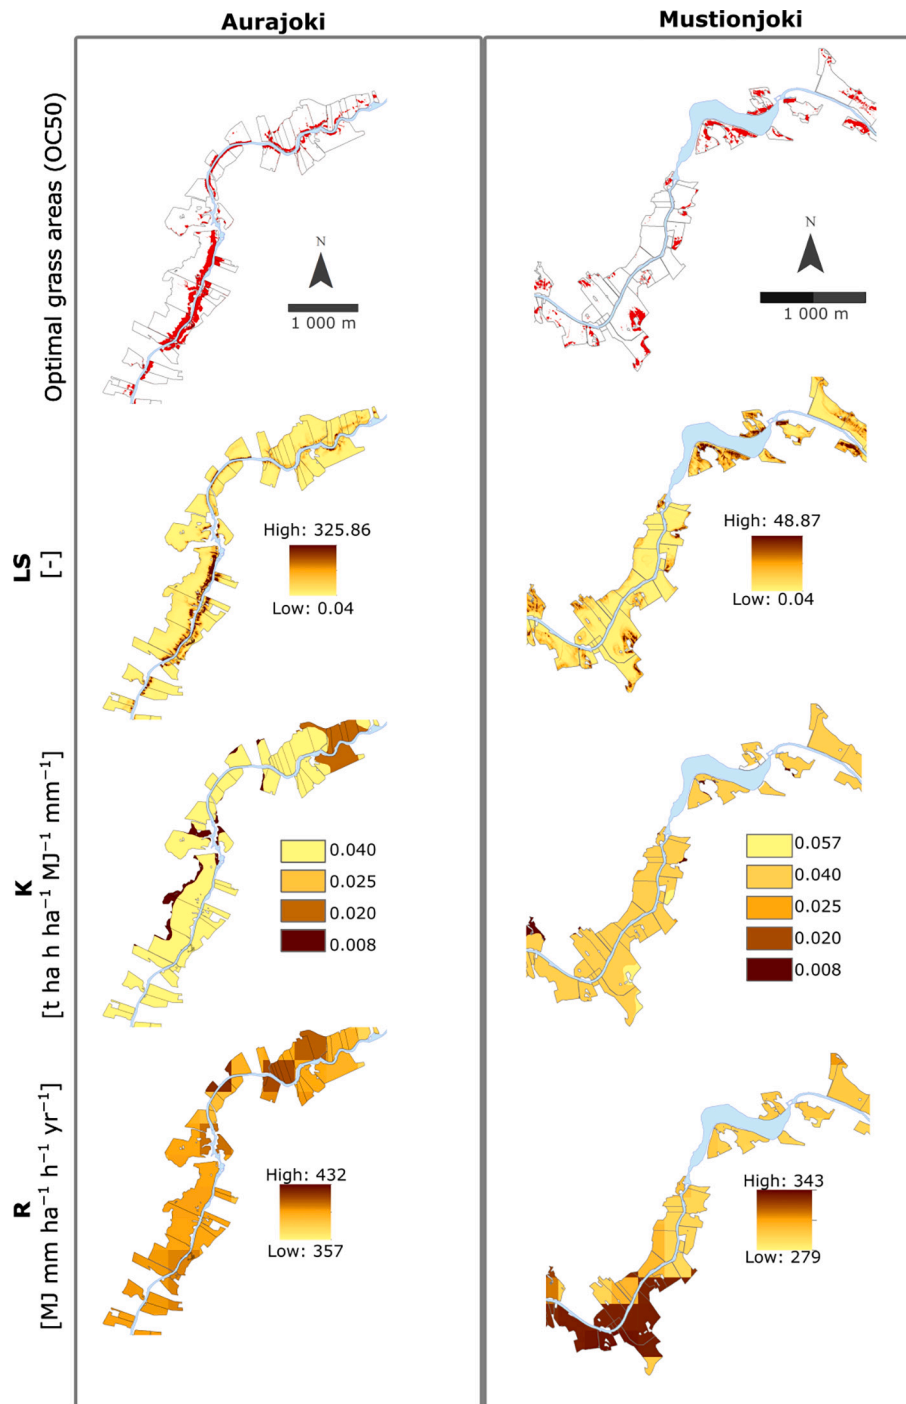 Aurajoki
Mustionjoki
Optimal grass areas (OC50)
N
1 000 m
N
1 000 m
LS
[-]
High: 325.86
Low: 0.04
High: 48.87
Low: 0.04
K
[t ha h ha⁻¹ MJ⁻¹ mm⁻¹]
0.040
0.025
0.020
0.008
0.057
0.040
0.025
0.020
0.008
R
[MJ mm ha⁻¹ h⁻¹ yr⁻¹]
High: 432
Low: 357
High: 343
Low: 279